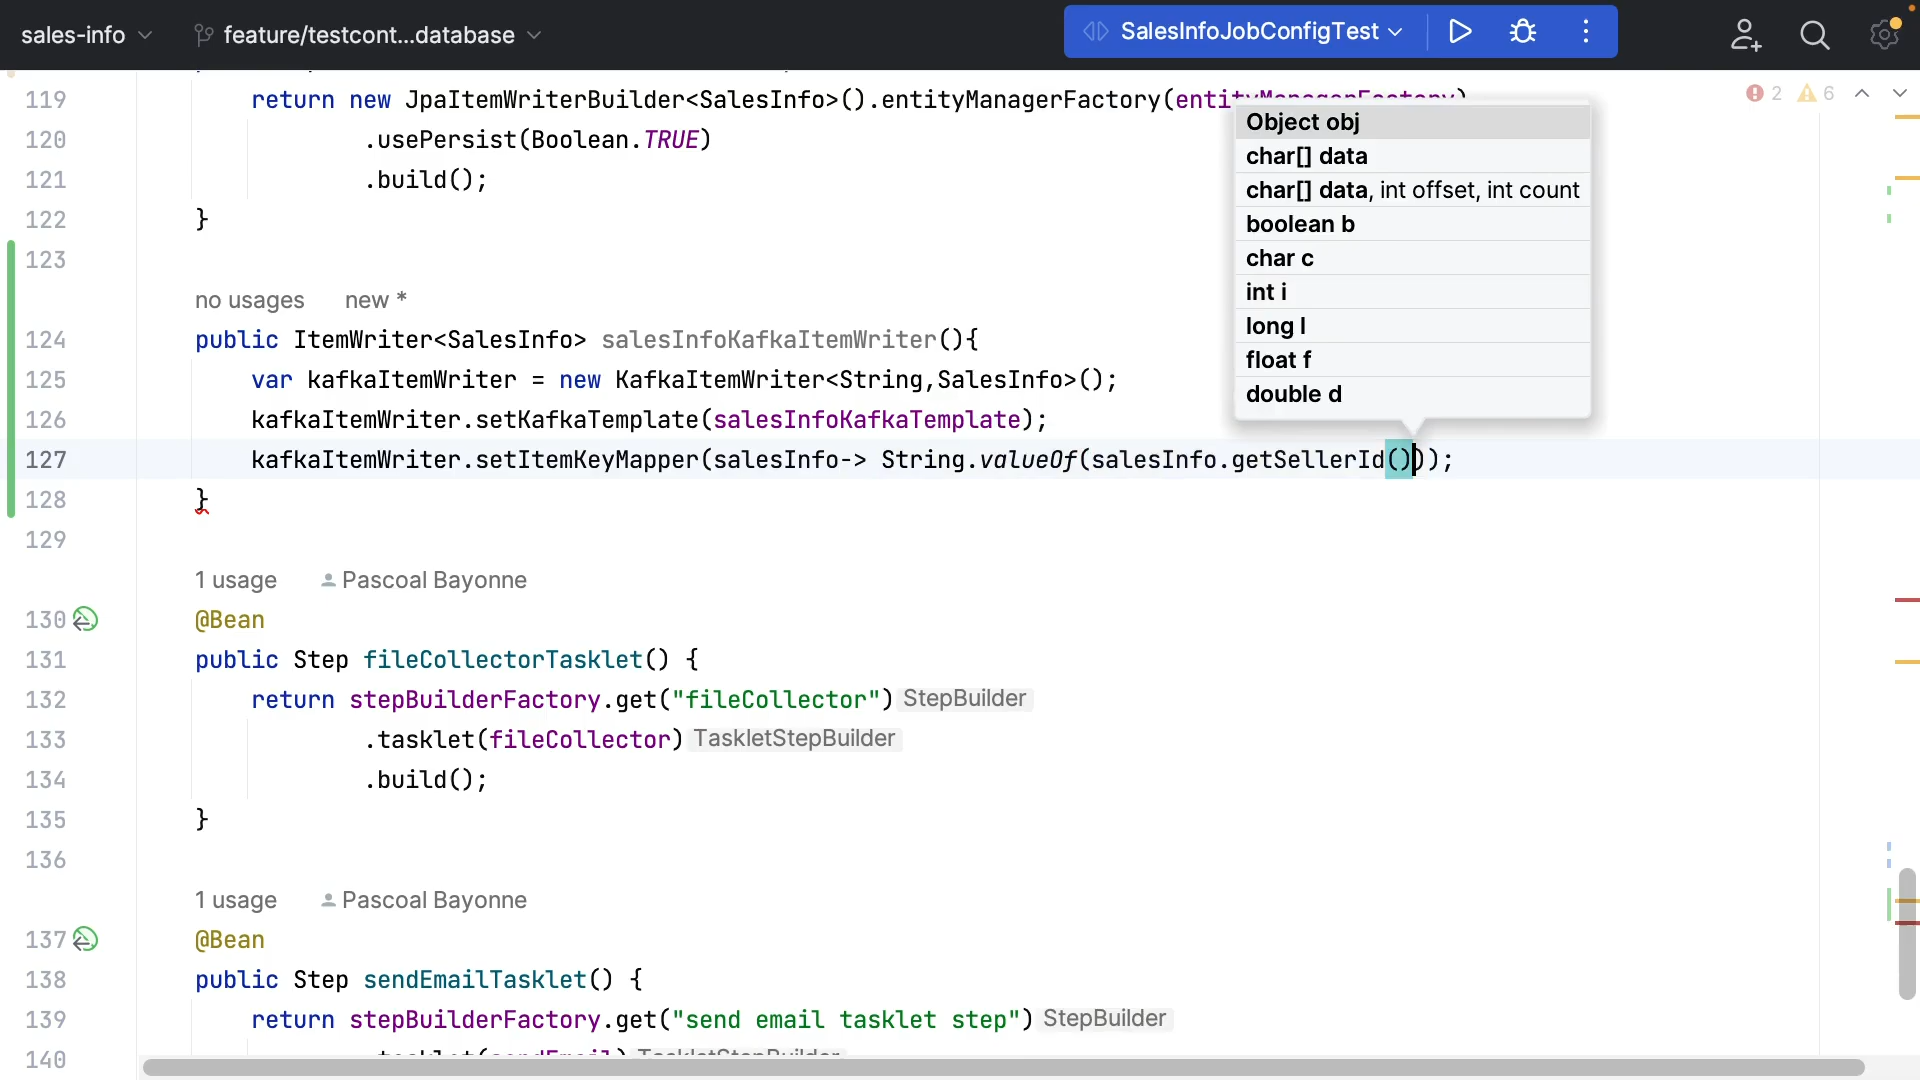 sales-info feature/testcont...database SalesInfoJobConfigTest
2 6
119 return new JpaItemWriterBuilder<SalesInfo>().entityManagerFactory(entityManagerFactory)
120 .usePersist(Boolean.TRUE)
121 .build();
122 }
123
no usages new *
124 public ItemWriter<SalesInfo> salesInfoKafkaItemWriter(){
125 var kafkaItemWriter = new KafkaItemWriter<String,SalesInfo>();
126 kafkaItemWriter.setKafkaTemplate(salesInfoKafkaTemplate);
127 kafkaItemWriter.setItemKeyMapper(salesInfo-> String.valueOf(salesInfo.getSellerId()));
128 }
129
1 usage Pascoal Bayonne
130 @Bean
131 public Step fileCollectorTasklet() {
132 return stepBuilderFactory.get("fileCollector") StepBuilder
133 .tasklet(fileCollector) TaskletStepBuilder
134 .build();
135 }
136
1 usage Pascoal Bayonne
137 @Bean
138 public Step sendEmailTasklet() {
139 return stepBuilderFactory.get("send email tasklet step") StepBuilder
140 .tasklet(sendEmail) TaskletStepBuilder
Object obj
char[] data
char[] data, int offset, int count
boolean b
char c
int i
long l
float f
double d